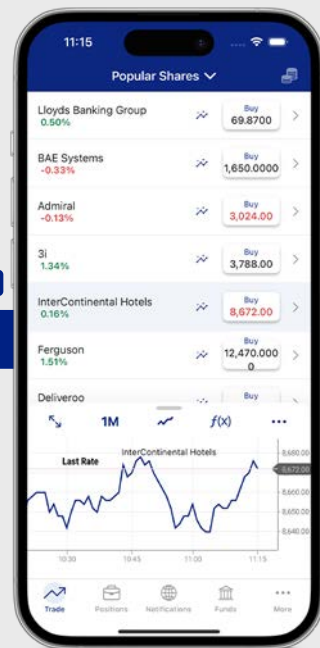 11:15
Popular Shares
Lloyds Banking Group
0.50%
Buy
69.8700
BAE Systems
-0.33%
Buy
1,650.0000
Admiral
-0.13%
Buy
3,024.00
3i
1.34%
Buy
3,788.00
InterContinental Hotels
0.16%
Buy
8,672.00
Ferguson
1.51%
Buy
12,470.000
0
Deliveroo
Buy
1M
f(x)
...
Last Rate
InterContinental Hotels
8,680.00
8,672.00
8,660.00
8,650.00
8,640.00
10:30 10:45 11:00 11:15
Trade Positions Notifications Funds More